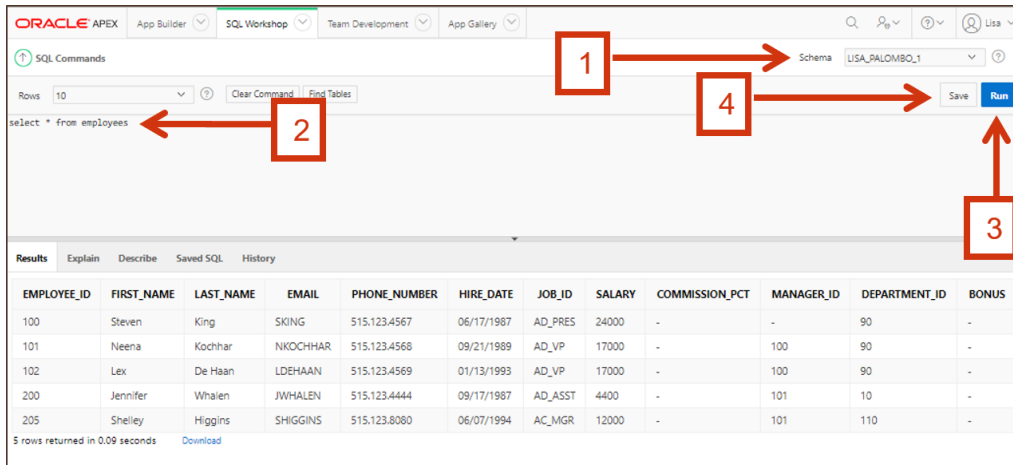 ORACLE APEX App Builder SQL Workshop Team Development App Gallery Lisa
SQL Commands 1 Schema LISA_PALOMBO_1
Rows 10 Clear Command Find Tables 4 Save Run
select * from employees 2
3
Results Explain Describe Saved SQL History
EMPLOYEE_ID FIRST_NAME LAST_NAME EMAIL PHONE_NUMBER HIRE_DATE JOB_ID SALARY COMMISSION_PCT MANAGER_ID DEPARTMENT_ID BONUS
100 Steven King SKING 515.123.4567 06/17/1987 AD_PRES 24000 - - 90 -
101 Neena Kochhar NKOCHHAR 515.123.4568 09/21/1989 AD_VP 17000 - 100 90 -
102 Lex De Haan LDEHAAN 515.123.4569 01/13/1993 AD_VP 17000 - 100 90 -
200 Jennifer Whalen JWHALEN 515.123.4444 09/17/1987 AD_ASST 4400 - 101 10 -
205 Shelley Higgins SHIGGINS 515.123.8080 06/07/1994 AC_MGR 12000 - 101 110 -
5 rows returned in 0.09 seconds Download